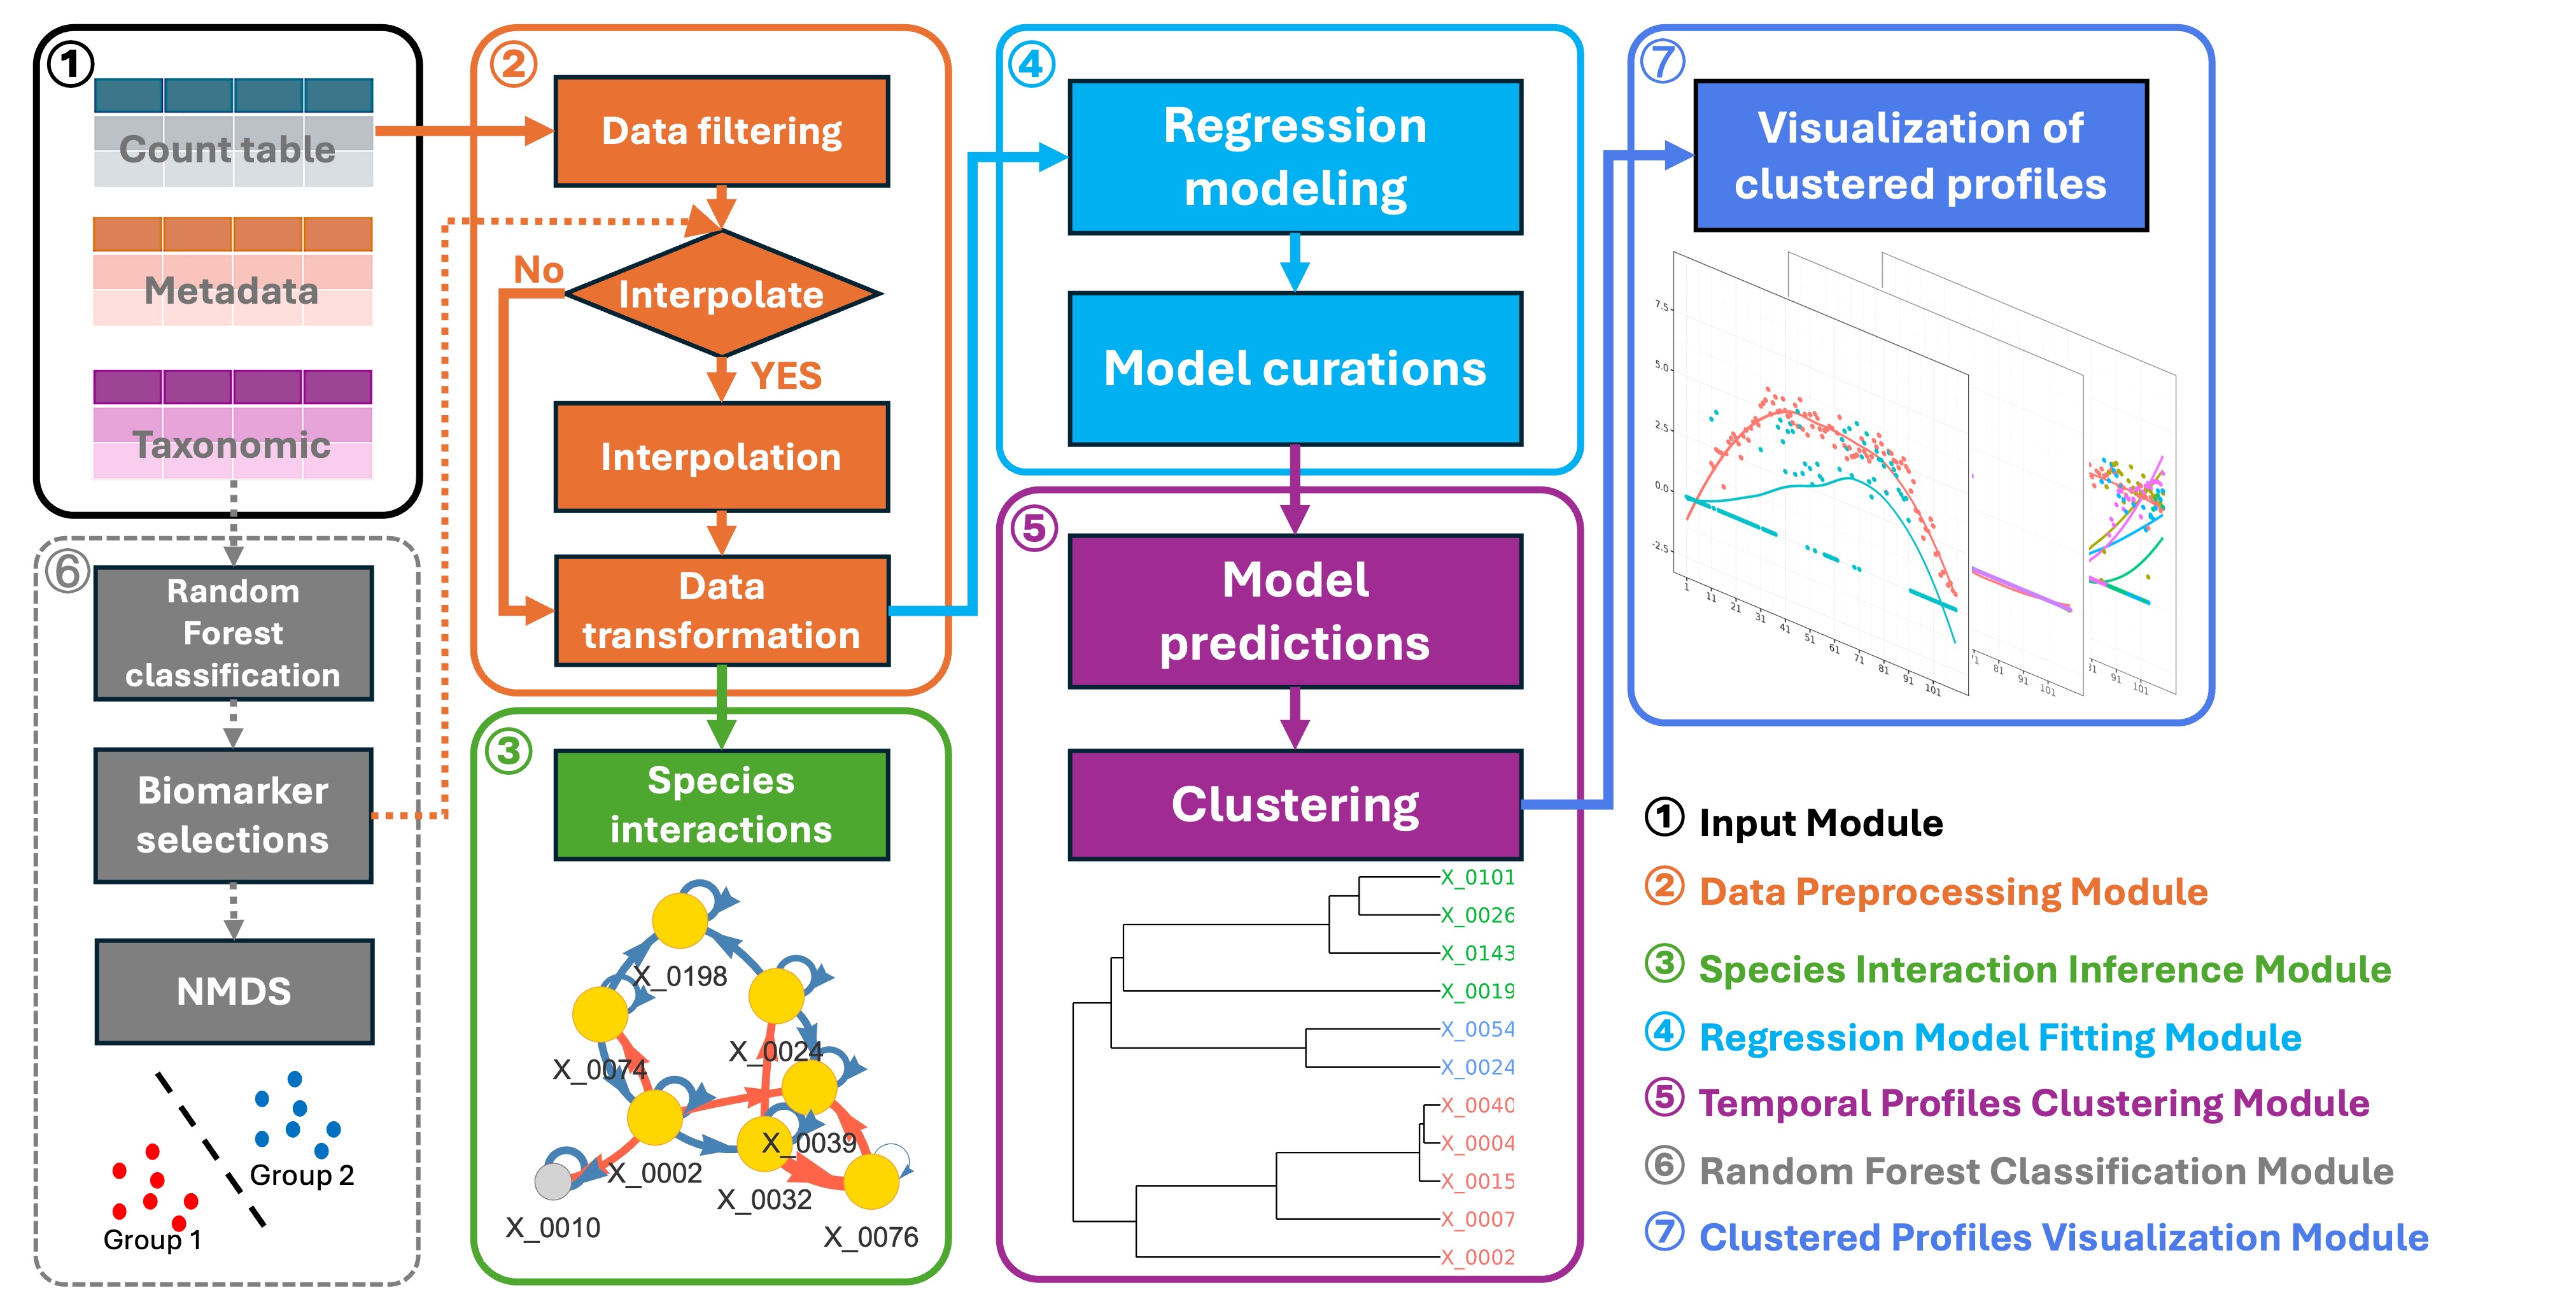 ①
Count table
Metadata
Taxonomic
⑥
Random
Forest
classification
Biomarker
selections
NMDS
Group 2
Group 1
②
Data filtering
No
Interpolate
YES
Interpolation
Data
transformation
③
Species
interactions
X_0198
X_0024
X_0074
X_0039
X_0002
X_0032
X_0010
X_0076
④
Regression
modeling
Model curations
⑤
Model
predictions
Clustering
X_0101
X_0026
X_0143
X_0019
X_0054
X_0024
X_0040
X_0004
X_0015
X_0007
X_0002
⑦
Visualization of
clustered profiles
7.5
5.0
2.5
0.0
-2.5
1 11 21 31 41 51 61 71 81 91 101
81 91 101
91 101
① Input Module
② Data Preprocessing Module
③ Species Interaction Inference Module
④ Regression Model Fitting Module
⑤ Temporal Profiles Clustering Module
⑥ Random Forest Classification Module
⑦ Clustered Profiles Visualization Module